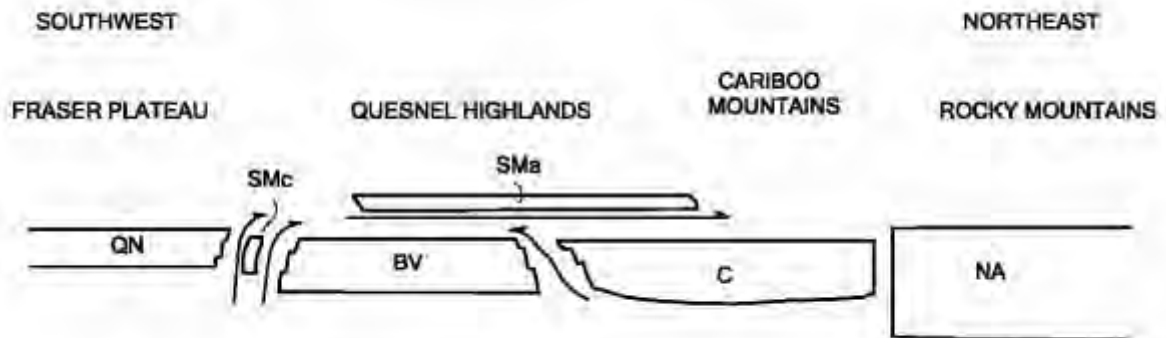 SOUTHWEST
NORTHEAST
FRASER PLATEAU
QUESNEL HIGHLANDS
CARIBOO
MOUNTAINS
ROCKY MOUNTAINS
SMc
SMa
QN
BV
C
NA